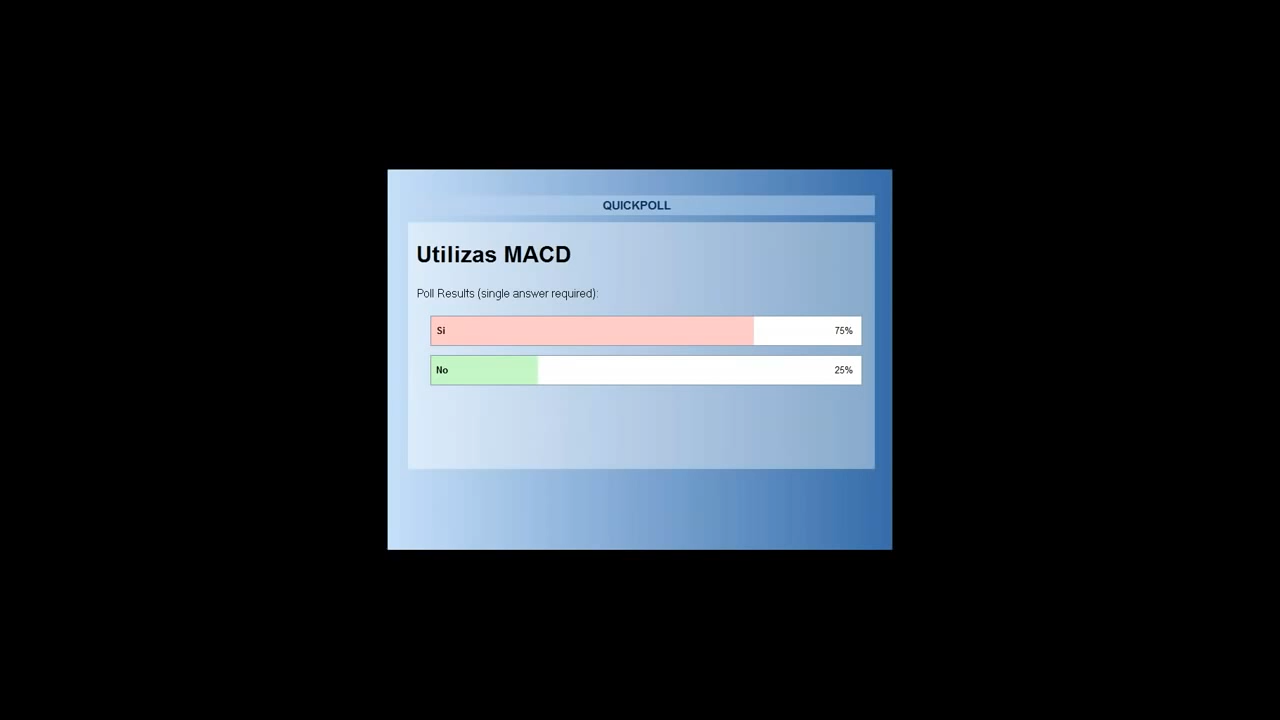 QUICKPOLL
Utilizas MACD
Poll Results (single answer required):
Si 75%
No 25%